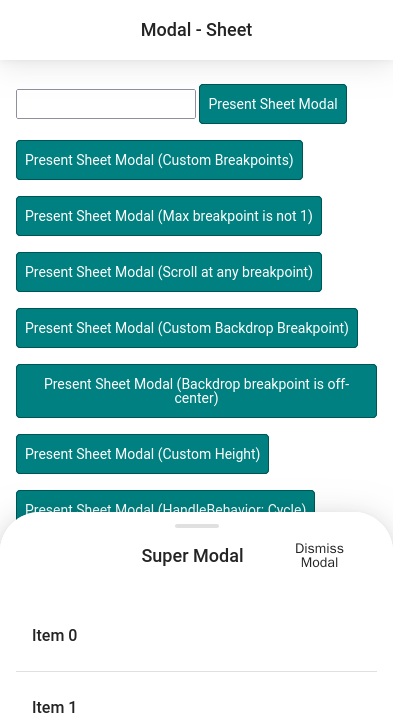 Modal - Sheet
Present Sheet Modal
Present Sheet Modal (Custom Breakpoints)
Present Sheet Modal (Max breakpoint is not 1)
Present Sheet Modal (Scroll at any breakpoint)
Present Sheet Modal (Custom Backdrop Breakpoint)
Present Sheet Modal (Backdrop breakpoint is off-
center)
Present Sheet Modal (Custom Height)
Present Sheet Modal (HandleBehavior: Cycle)
Super Modal
Dismiss
Modal
Item 0
Item 1